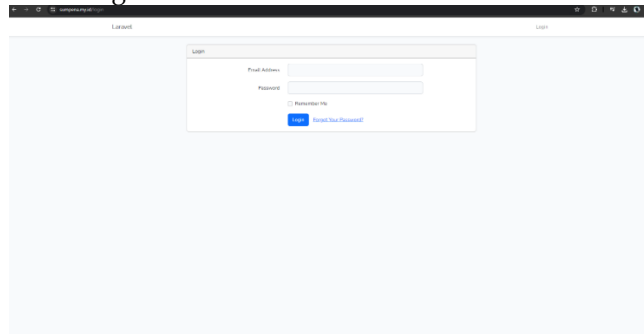 Laravel
Login
Login
Email Address
Password
Remember Me
Login Forgot Your Password?